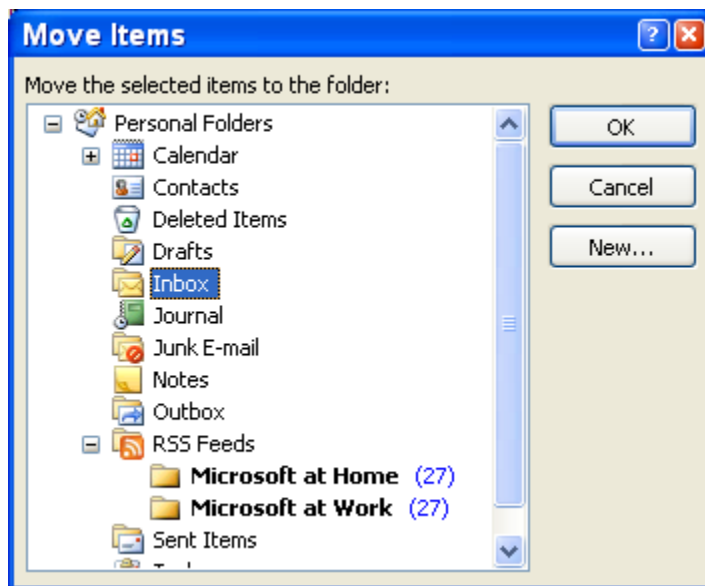 Move Items
Move the selected items to the folder:
Personal Folders
OK
Calendar
Contacts
Cancel
Deleted Items
Drafts
New...
Inbox
Journal
Junk E-mail
Notes
Outbox
RSS Feeds
Microsoft at Home (27)
Microsoft at Work (27)
Sent Items